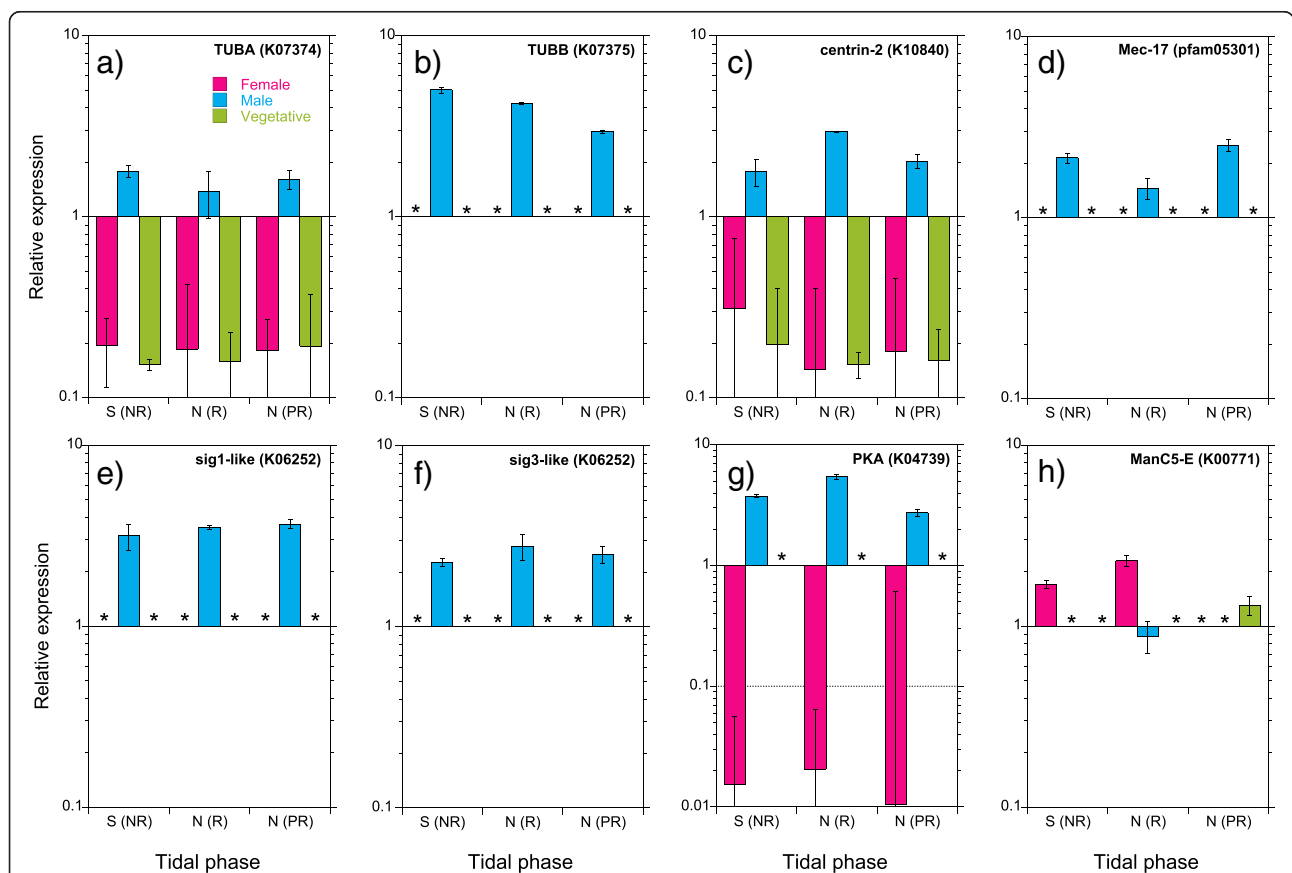 a)
TUBA (K07374)
Female
Male
Vegetative
Relative expression
10
1
0.1
S (NR) N (R) N (PR)
b)
TUBB (K07375)
10
1
0.1
S (NR) N (R) N (PR)
* * * * * *
c)
centrin-2 (K10840)
10
1
0.1
S (NR) N (R) N (PR)
d)
Mec-17 (pfam05301)
10
1
0.1
S (NR) N (R) N (PR)
* * * * * *
e)
sig1-like (K06252)
Relative expression
10
1
0.1
* * * * * *
S (NR) N (R) N (PR)
Tidal phase
f)
sig3-like (K06252)
10
1
0.1
* * * * * *
S (NR) N (R) N (PR)
Tidal phase
g)
PKA (K04739)
10
1
0.1
0.01
* * *
S (NR) N (R) N (PR)
Tidal phase
h)
ManC5-E (K00771)
10
1
0.1
* * * * *
S (NR) N (R) N (PR)
Tidal phase